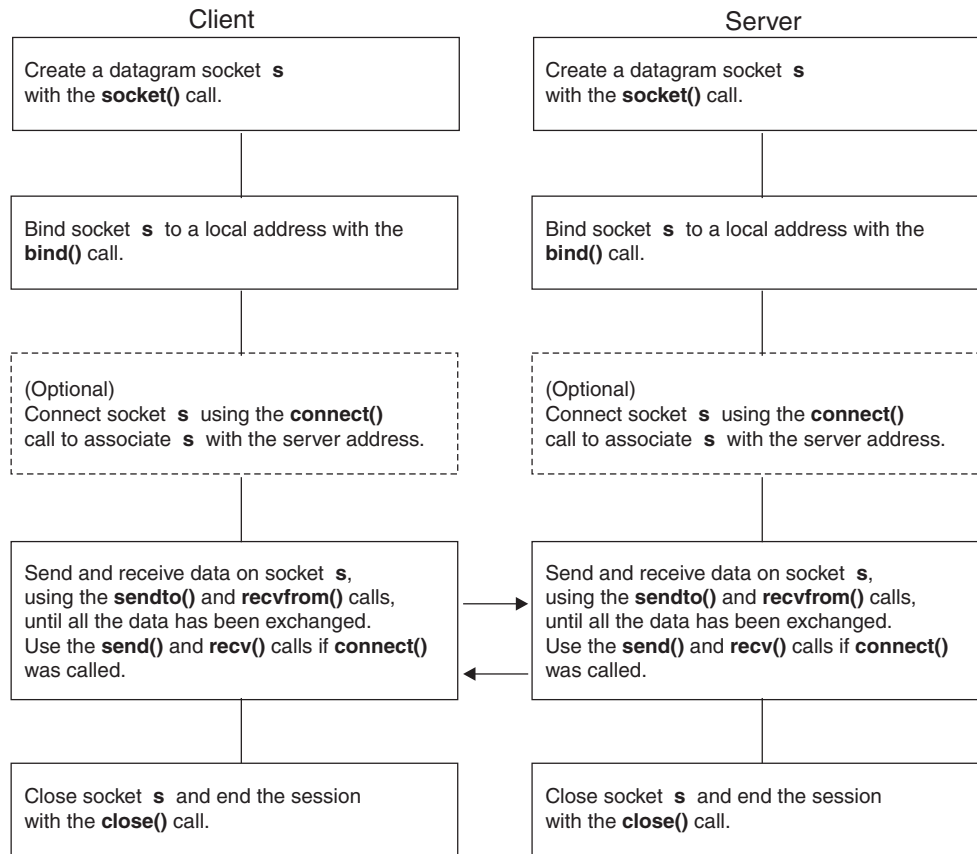 Client
Create a datagram socket s
with the socket() call.
Bind socket s to a local address with the
bind() call.
(Optional)
Connect socket s using the connect()
call to associate s with the server address.
Send and receive data on socket s,
using the sendto() and recvfrom() calls,
until all the data has been exchanged.
Use the send() and recv() calls if connect()
was called.
Close socket s and end the session
with the close() call.
Server
Create a datagram socket s
with the socket() call.
Bind socket s to a local address with the
bind() call.
(Optional)
Connect socket s using the connect()
call to associate s with the server address.
Send and receive data on socket s,
using the sendto() and recvfrom() calls,
until all the data has been exchanged.
Use the send() and recv() calls if connect()
was called.
Close socket s and end the session
with the close() call.